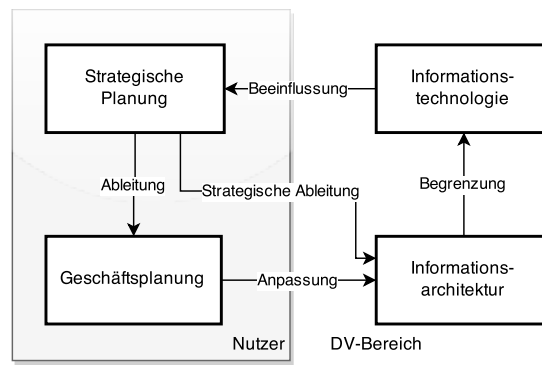 Strategische
Planung
Beeinflussung
Informations-
technologie
Ableitung
Strategische Ableitung
Begrenzung
Geschäftsplanung
Anpassung
Informations-
architektur
Nutzer
DV-Bereich